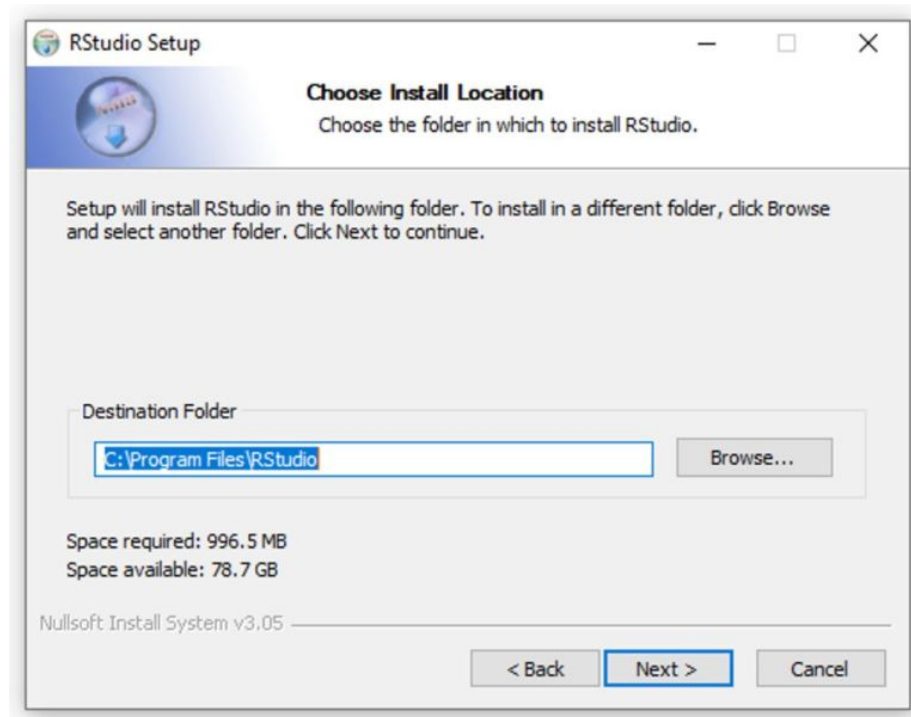 RStudio Setup
Choose Install Location
Choose the folder in which to install RStudio.
Setup will install RStudio in the following folder. To install in a different folder, click Browse
and select another folder. Click Next to continue.
Destination Folder
C:\Program Files\RStudio
Browse...
Space required: 996.5 MB
Space available: 78.7 GB
Nullsoft Install System v3.05
< Back Next > Cancel